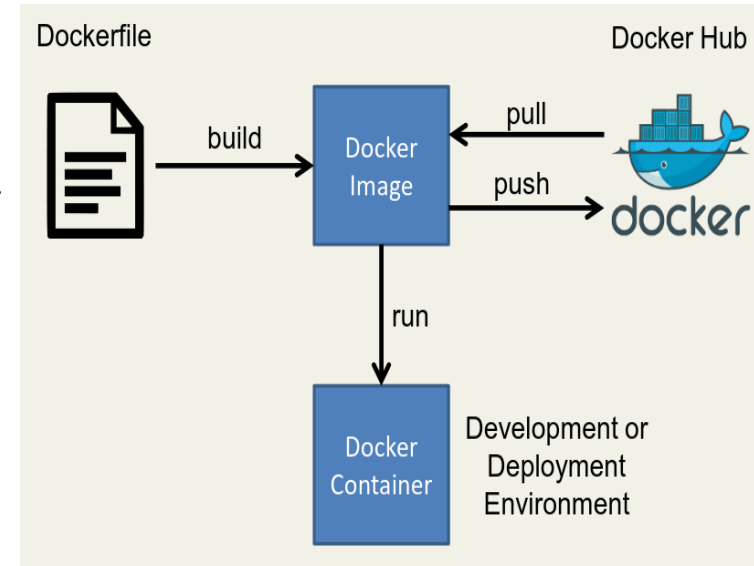 Dockerfile
Docker Hub
build
Docker
Image
pull
push
docker
run
Docker
Container
Development or
Deployment
Environment